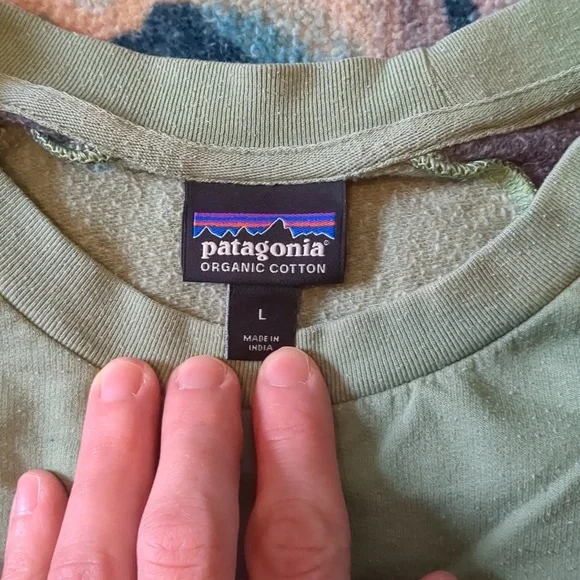 patagonia®
ORGANIC COTTON
L
MADE IN
INDIA